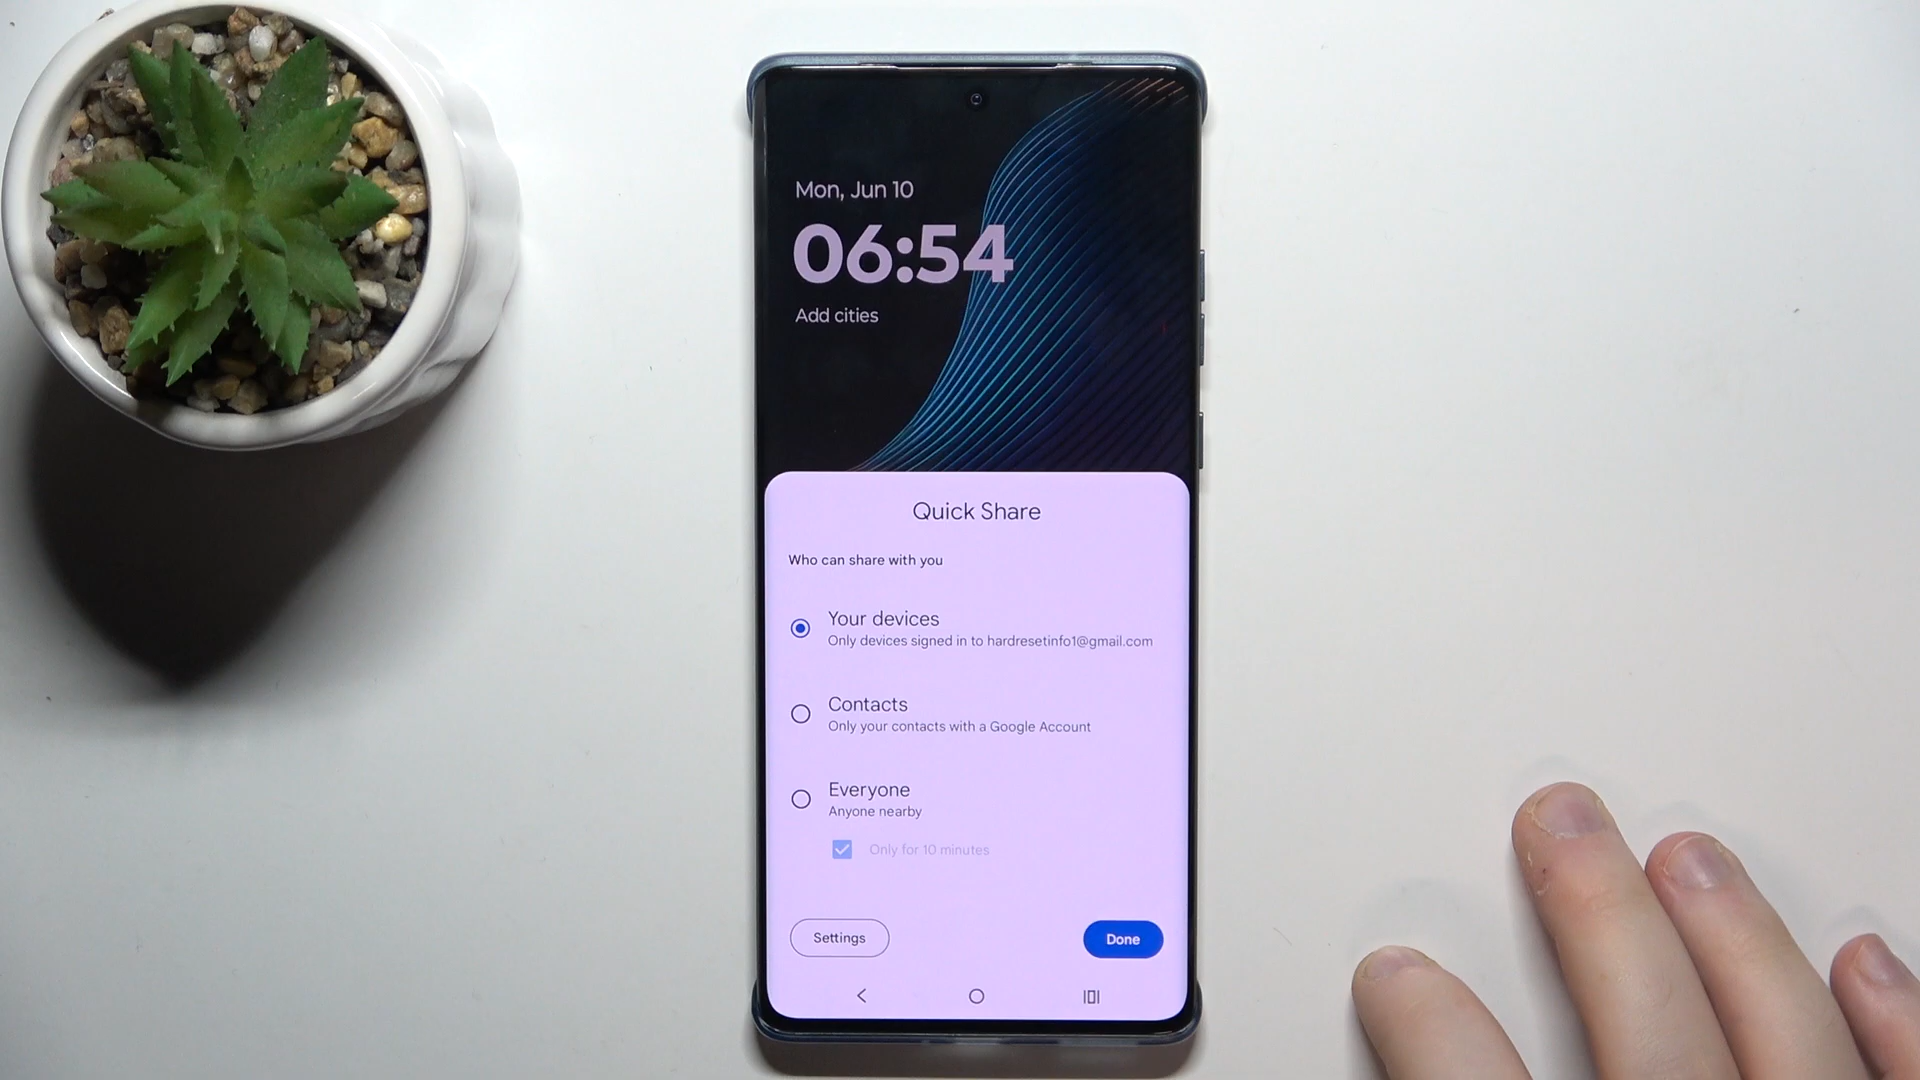 Mon, Jun 10
06:54
Add cities
Quick Share
Who can share with you
Your devices
Only devices signed in to hardresetinfo1@gmail.com
Contacts
Only your contacts with a Google Account
Everyone
Anyone nearby
Only for 10 minutes
Settings
Done